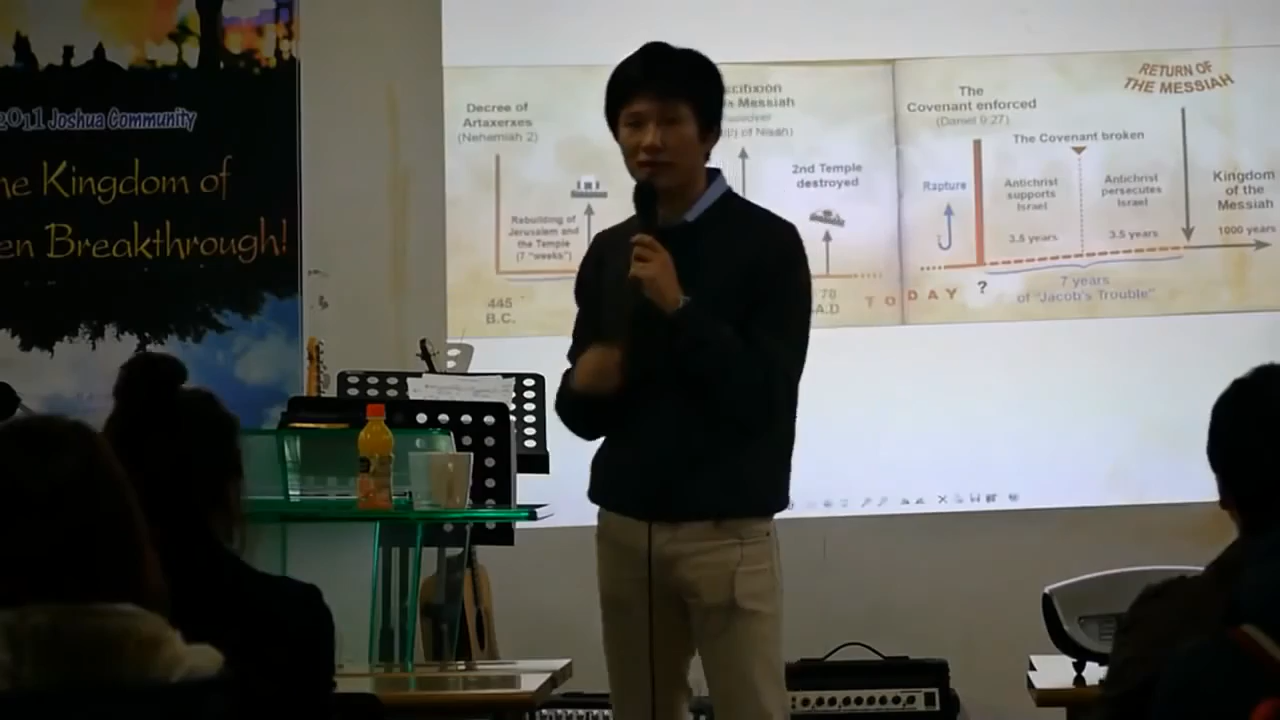 2011 Joshua Community
he Kingdom of
en Breakthrough!
Decree of
Artaxerxes
(Nehemiah 2)
Rebuilding of
Jerusalem and
the Temple
(7 "weeks")
445
B.C.
Messiah
of Nisan)
2nd Temple
destroyed
70
A.D
TODAY ?
The
Covenant enforced
(Daniel 9:27)
The Covenant broken
Rapture
Antichrist
supports
Israel
3.5 years
Antichrist
persecutes
Israel
3.5 years
7 years
of "Jacob's Trouble"
RETURN OF
THE MESSIAH
Kingdom
of the
Messiah
1000 years